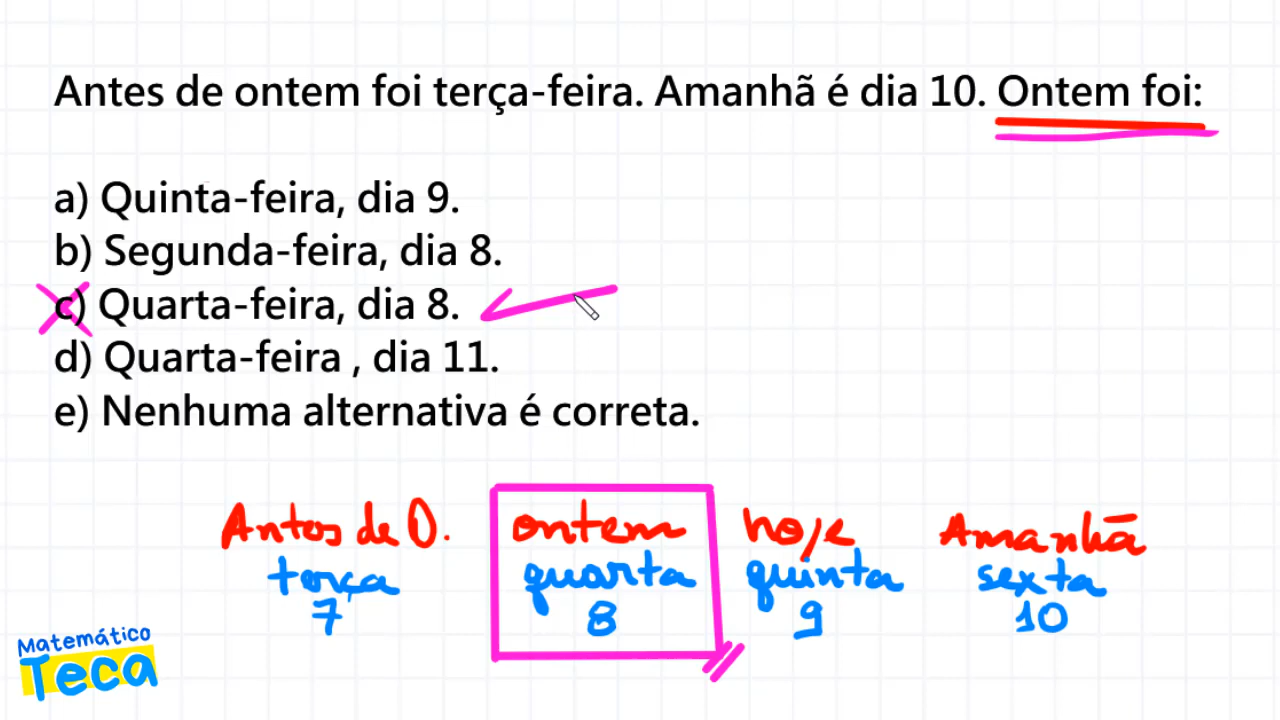 Antes de ontem foi terça-feira. Amanhã é dia 10. Ontem foi:
a) Quinta-feira, dia 9.
b) Segunda-feira, dia 8.
c) Quarta-feira, dia 8.
d) Quarta-feira , dia 11.
e) Nenhuma alternativa é correta.
Antes de O. ontem hoje Amanhã
terça quarta quinta sexta
7 8 9 10
Matemático
Teca